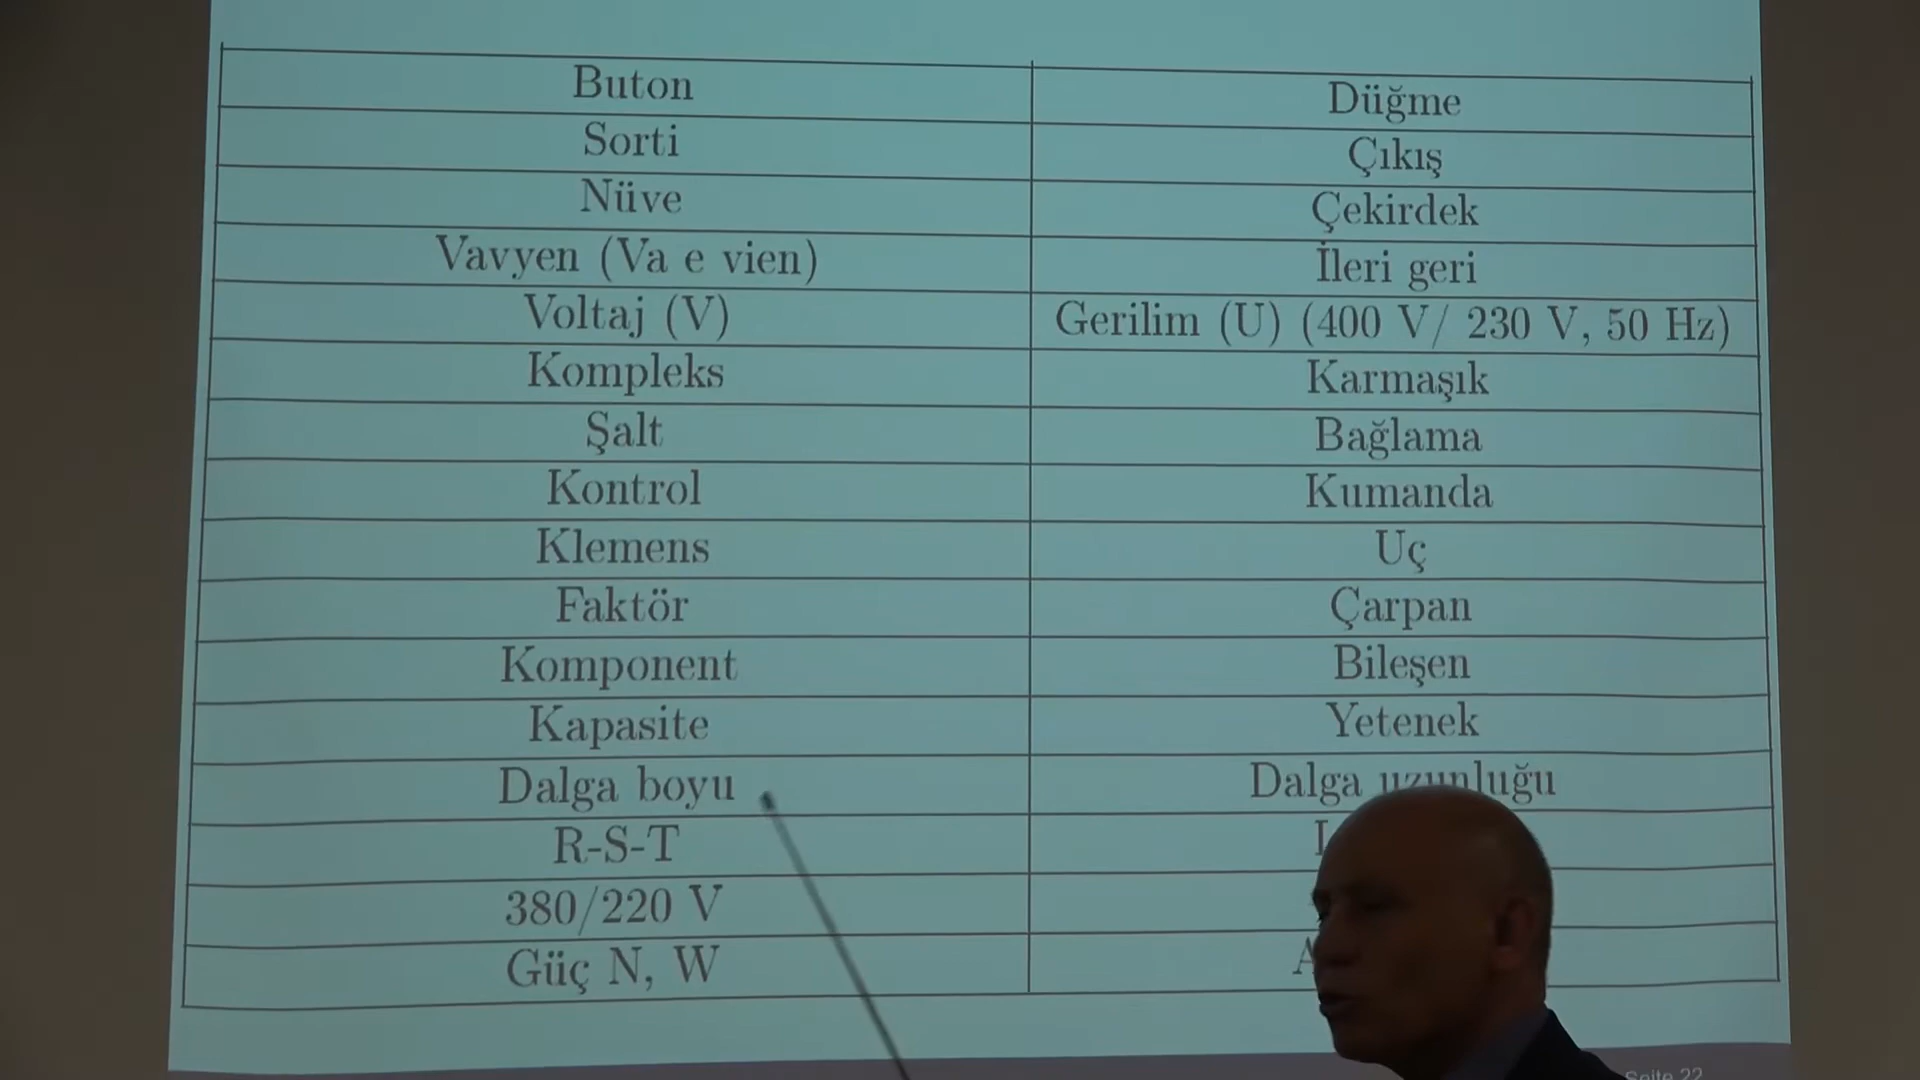 Buton Düğme
Sorti Çıkış
Nüve Çekirdek
Vavyen (Va e vien) İleri geri
Voltaj (V) Gerilim (U) (400 V/ 230 V, 50 Hz)
Kompleks Karmaşık
Şalt Bağlama
Kontrol Kumanda
Klemens Uç
Faktör Çarpan
Komponent Bileşen
Kapasite Yetenek
Dalga boyu Dalga uzunluğu
R-S-T
380/220 V
Güç N, W
Seite 22